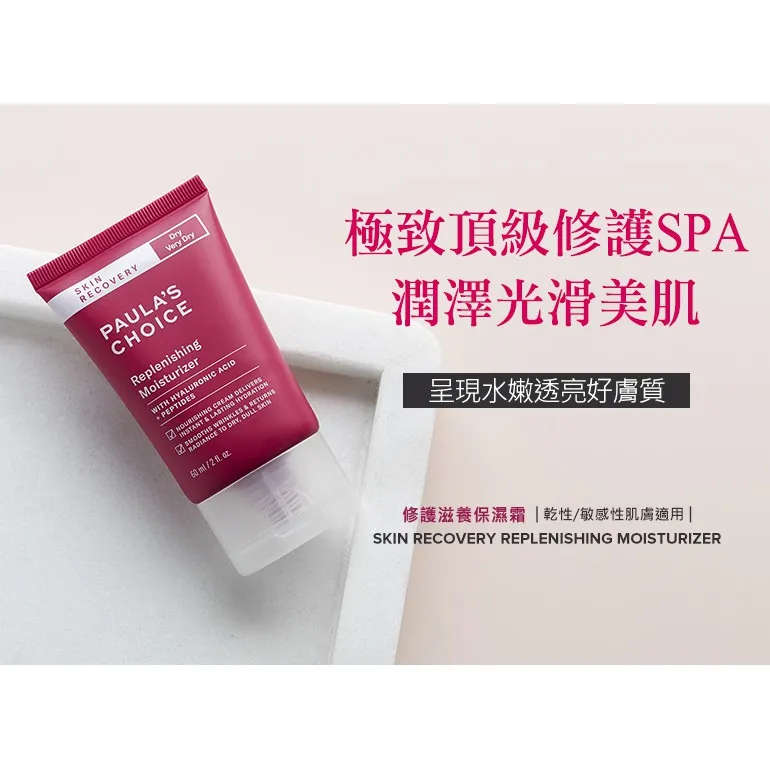 SKIN
RECOVERY
Dry
Very Dry
PAULA'S
CHOICE
Replenishing
Moisturizer
WITH HYALURONIC ACID
+ PEPTIDES
NOURISHING CREAM DELIVERS
INSTANT & LASTING HYDRATION
SMOOTHS WRINKLES & RETURNS
RADIANCE TO DRY, DULL SKIN
60 ml / 2 fl. oz.
極致頂級修護SPA
潤澤光滑美肌
呈現水嫩透亮好膚質
修護滋養保濕霜 | 乾性/敏感性肌膚適用 |
SKIN RECOVERY REPLENISHING MOISTURIZER